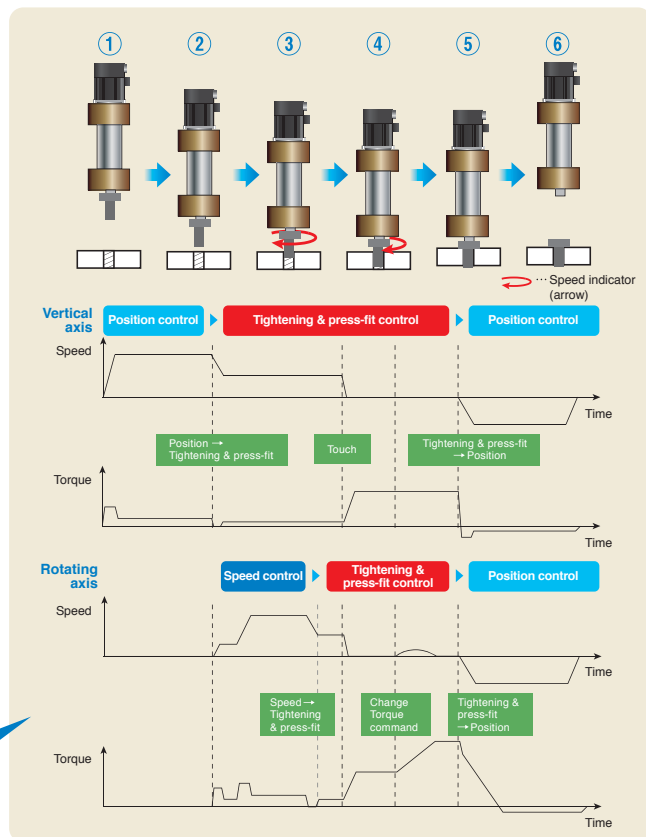 ① ② ③ ④ ⑤ ⑥
··· Speed indicator
(arrow)
Vertical
axis
Position control
Tightening & press-fit control
Position control
Speed
Time
Position →
Tightening & press-fit
Touch
Tightening & press-fit
→ Position
Torque
Time
Rotating
axis
Speed control
Tightening &
press-fit control
Position control
Speed
Time
Speed→
Tightening
& press-fit
Change
Torque
command
Tightening &
press-fit
→Position
Torque
Time